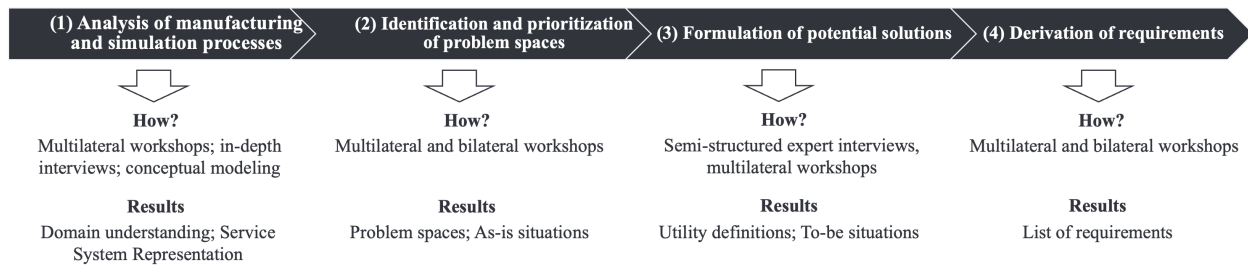 (1) Analysis of manufacturing
and simulation processes
(2) Identification and prioritization
of problem spaces
(3) Formulation of potential solutions
(4) Derivation of requirements
How?
Multilateral workshops; in-depth
interviews; conceptual modeling
How?
Multilateral and bilateral workshops
How?
Semi-structured expert interviews,
multilateral workshops
How?
Multilateral and bilateral workshops
Results
Domain understanding; Service
System Representation
Results
Problem spaces; As-is situations
Results
Utility definitions; To-be situations
Results
List of requirements